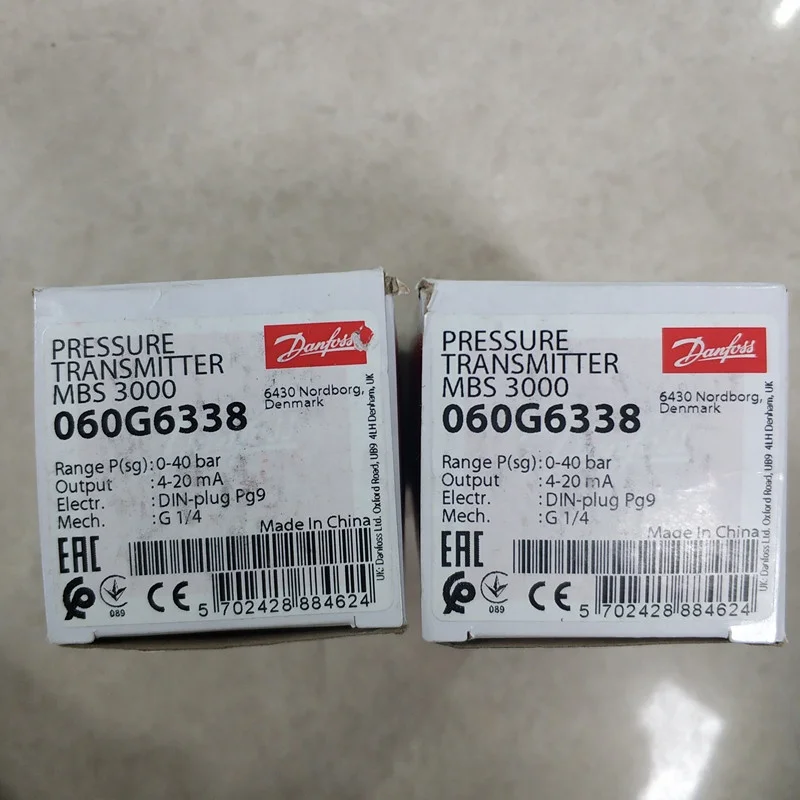 PRESSURE
TRANSMITTER
MBS 3000
060G6338
Danfoss
6430 Nordborg,
Denmark
Range P(sg): 0-40 bar
Output : 4-20 mA
Electr. : DIN-plug Pg9
Mech. : G 1/4
Made In China
EAC
089
CE
5 702428 884624
UK: Danfoss Ltd. Oxford Road, UB9 4LH Denham, UK
PRESSURE
TRANSMITTER
MBS 3000
060G6338
Danfoss
6430 Nordborg,
Denmark
Range P(sg): 0-40 bar
Output : 4-20 mA
Electr. : DIN-plug Pg9
Mech. : G 1/4
Made In China
EAC
089
CE
5 702428 884624
UK: Danfoss Ltd. Oxford Road, UB9 4LH Denham, UK